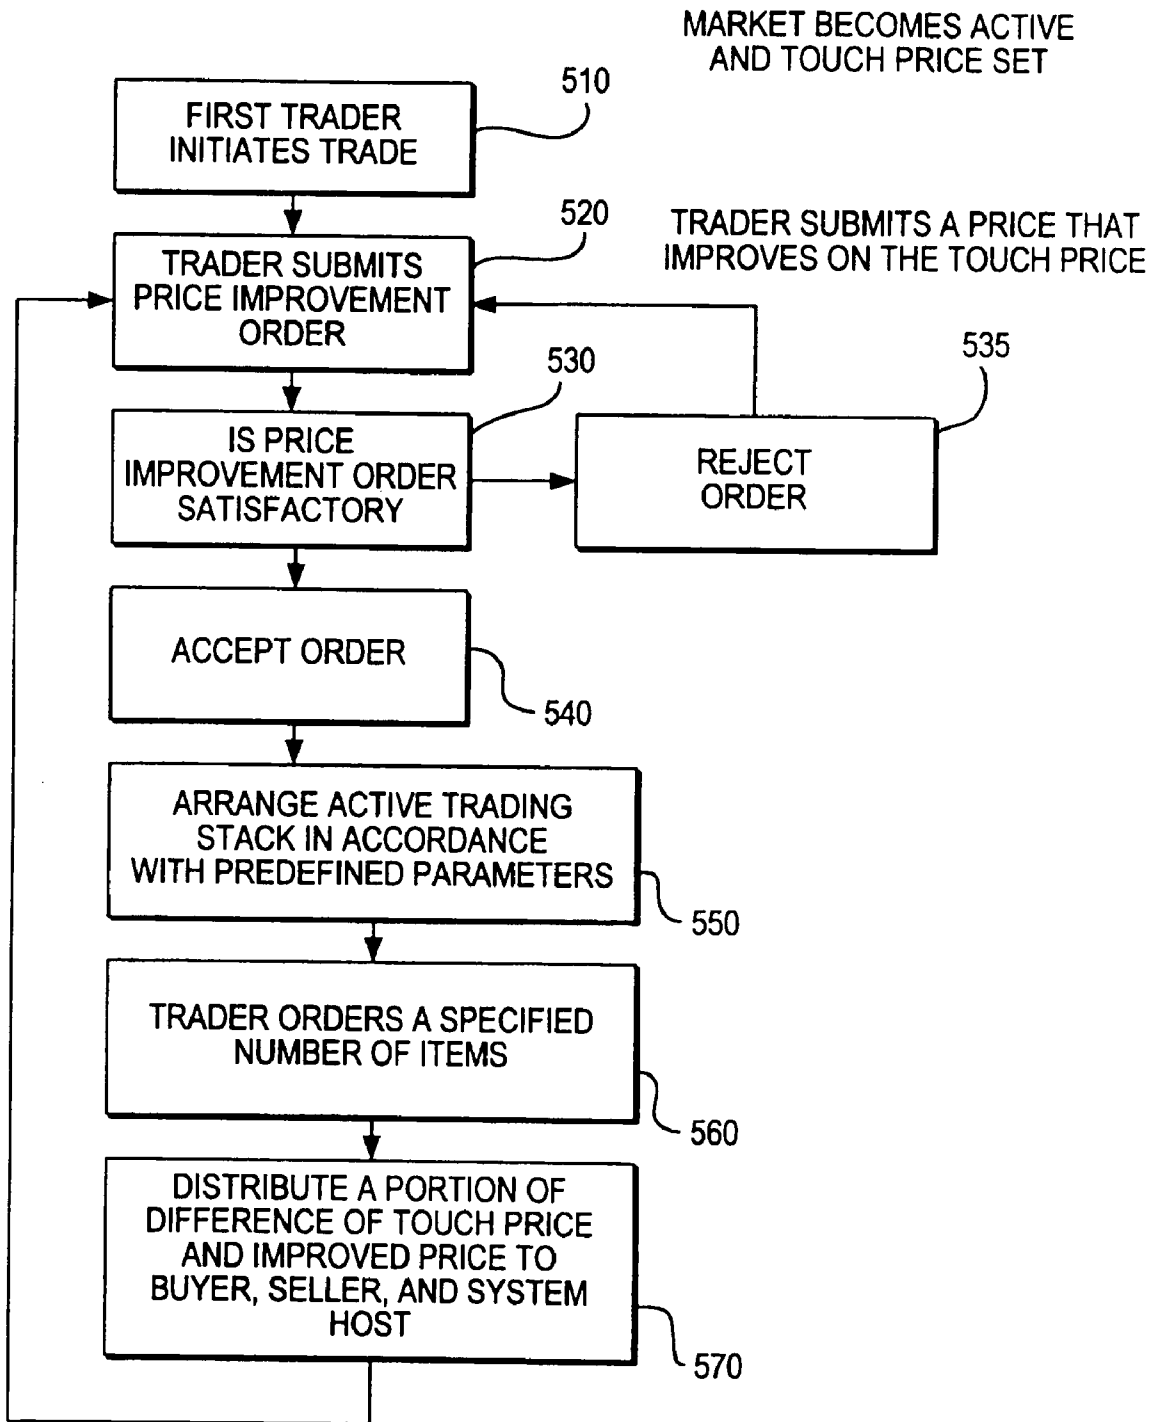 MARKET BECOMES ACTIVE
AND TOUCH PRICE SET
510
FIRST TRADER
INITIATES TRADE
520
TRADER SUBMITS A PRICE THAT
IMPROVES ON THE TOUCH PRICE
TRADER SUBMITS
PRICE IMPROVEMENT
ORDER
530
535
IS PRICE
IMPROVEMENT ORDER
SATISFACTORY
REJECT
ORDER
ACCEPT ORDER
540
ARRANGE ACTIVE TRADING
STACK IN ACCORDANCE
WITH PREDEFINED PARAMETERS
550
TRADER ORDERS A SPECIFIED
NUMBER OF ITEMS
560
DISTRIBUTE A PORTION OF
DIFFERENCE OF TOUCH PRICE
AND IMPROVED PRICE TO
BUYER, SELLER, AND SYSTEM
HOST
570